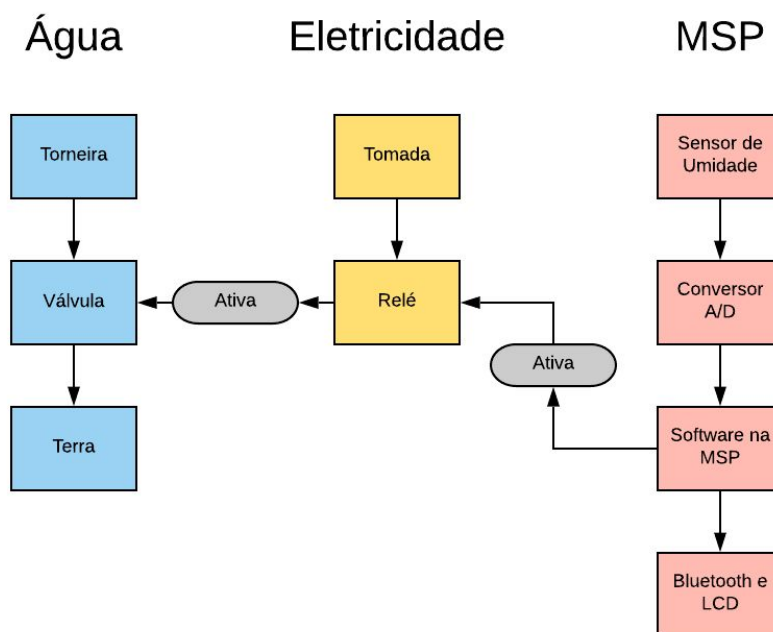 Água
Eletricidade
MSP
Torneira
Tomada
Sensor de
Umidade
Válvula
Ativa
Relé
Conversor
A/D
Ativa
Terra
Software na
MSP
Bluetooth e
LCD